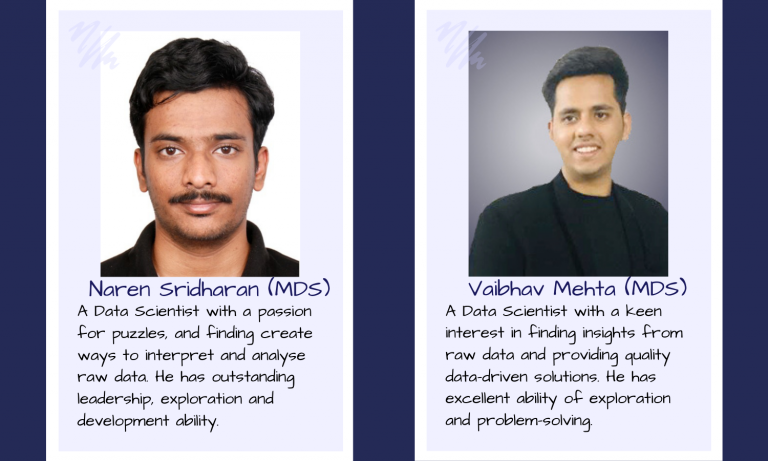 Naren Sridharan (MDS)
A Data Scientist with a passion
for puzzles, and finding create
ways to interpret and analyse
raw data. He has outstanding
leadership, exploration and
development ability.
Vaibhav Mehta (MDS)
A Data Scientist with a keen
interest in finding insights from
raw data and providing quality
data-driven solutions. He has
excellent ability of exploration
and problem-solving.